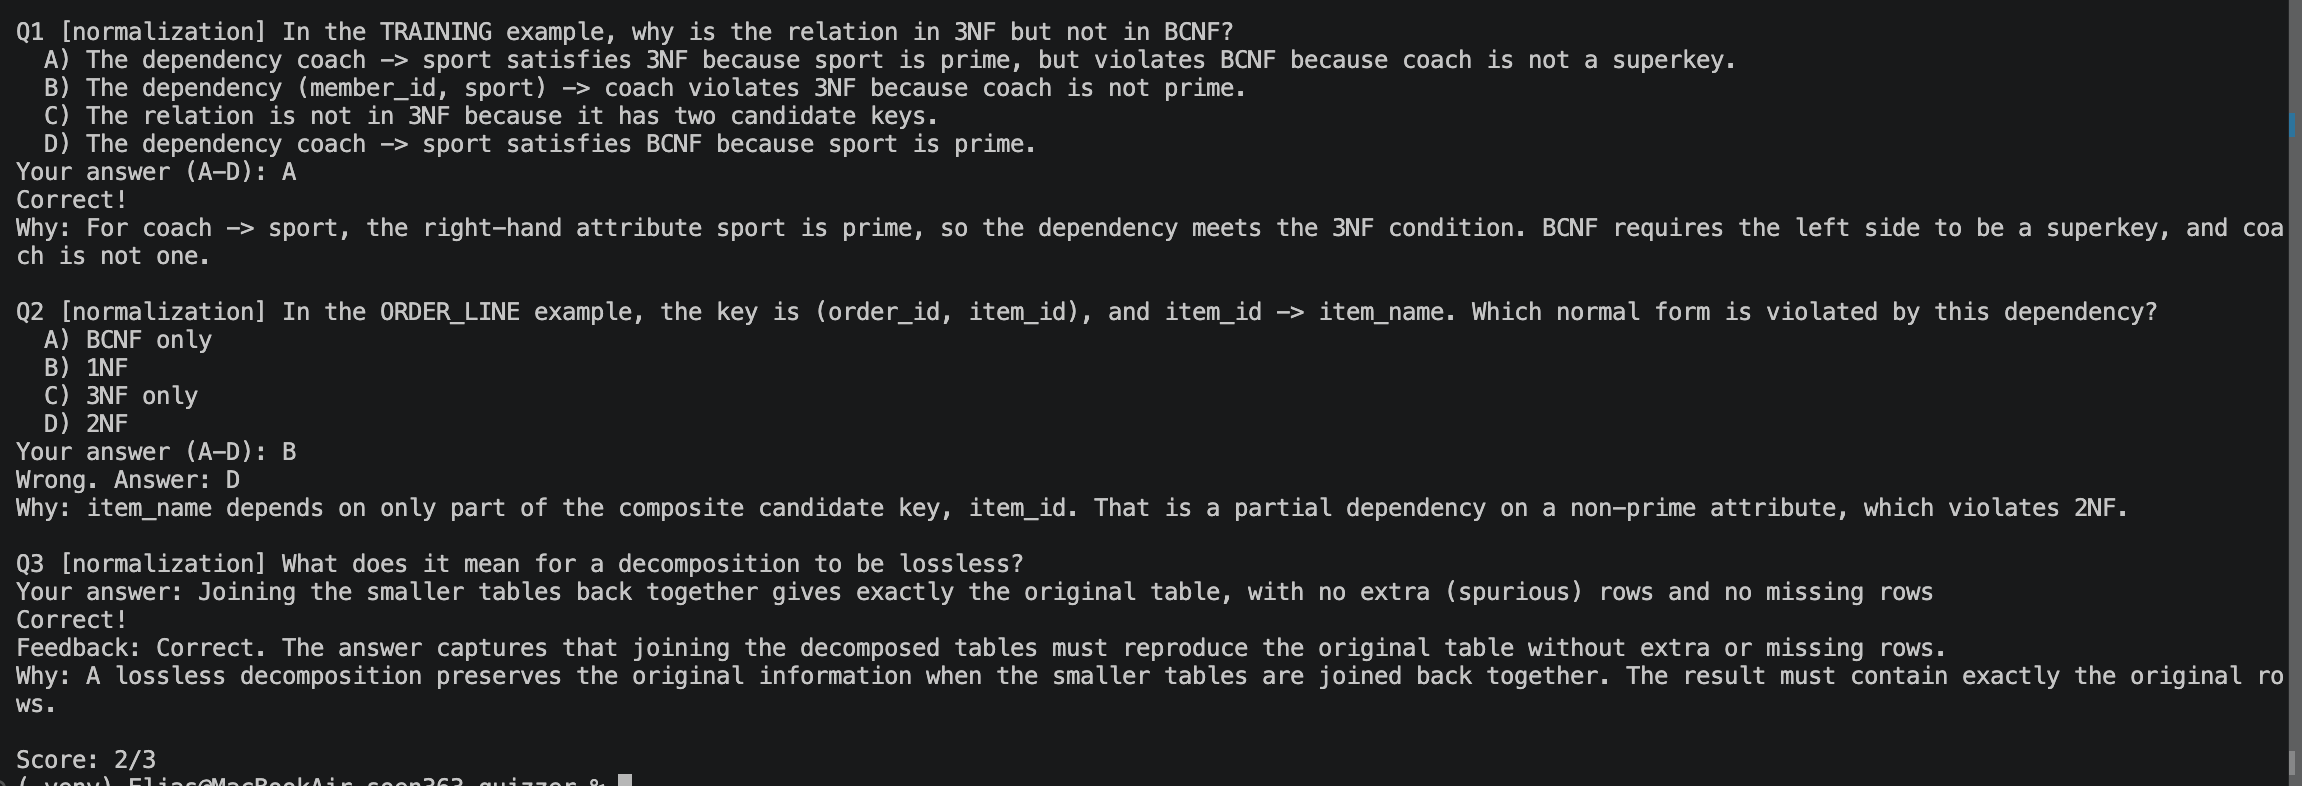 Q1 [normalization] In the TRAINING example, why is the relation in 3NF but not in BCNF?
A) The dependency coach -> sport satisfies 3NF because sport is prime, but violates BCNF because coach is not a superkey.
B) The dependency (member_id, sport) -> coach violates 3NF because coach is not prime.
C) The relation is not in 3NF because it has two candidate keys.
D) The dependency coach -> sport satisfies BCNF because sport is prime.
Your answer (A-D): A
Correct!
Why: For coach -> sport, the right-hand attribute sport is prime, so the dependency meets the 3NF condition. BCNF requires the left side to be a superkey, and coa
ch is not one.
Q2 [normalization] In the ORDER_LINE example, the key is (order_id, item_id), and item_id -> item_name. Which normal form is violated by this dependency?
A) BCNF only
B) 1NF
C) 3NF only
D) 2NF
Your answer (A-D): B
Wrong. Answer: D
Why: item_name depends on only part of the composite candidate key, item_id. That is a partial dependency on a non-prime attribute, which violates 2NF.
Q3 [normalization] What does it mean for a decomposition to be lossless?
Your answer: Joining the smaller tables back together gives exactly the original table, with no extra (spurious) rows and no missing rows
Correct!
Feedback: Correct. The answer captures that joining the decomposed tables must reproduce the original table without extra or missing rows.
Why: A lossless decomposition preserves the original information when the smaller tables are joined back together. The result must contain exactly the original ro
ws.
Score: 2/3
(.venv) Elias@MacBookAir soen363-quizzer %